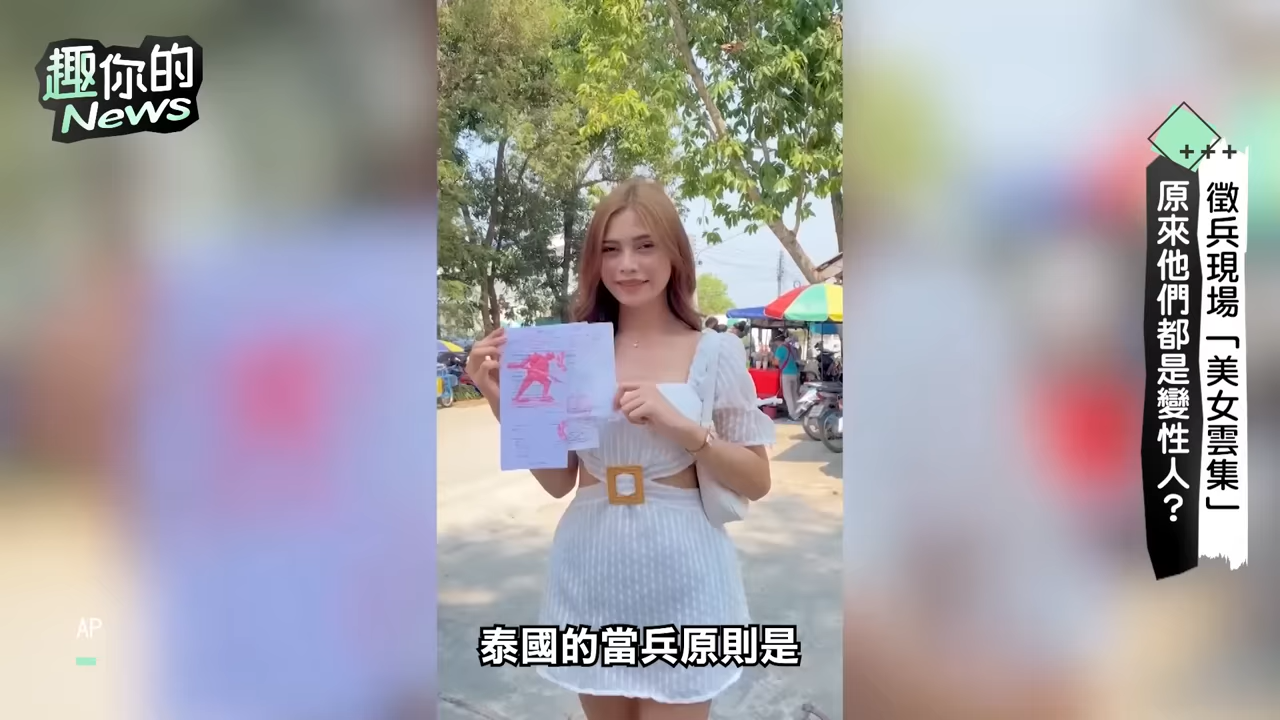 趣你的
News
徵兵現場「美女雲集」
原來他們都是變性人？
AP
泰國的當兵原則是